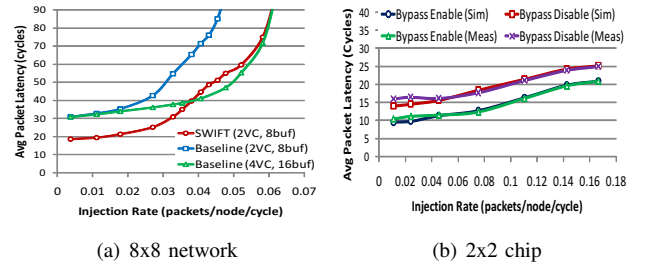 Avg Packet Latency (cycles)
90
80
70
60
50
40
30
20
10
0
SWIFT (2VC, 8buf)
Baseline (2VC, 8buf)
Baseline (4VC, 16buf)
0 0.01 0.02 0.03 0.04 0.05 0.06 0.07
Injection Rate (packets/node/cycle)
(a) 8x8 network
Bypass Enable (Sim) Bypass Disable (Sim)
Bypass Enable (Meas) Bypass Disable (Meas)
Avg Packet Latency (Cycles)
40
35
30
25
20
15
10
5
0
0 0.02 0.04 0.06 0.08 0.1 0.12 0.14 0.16 0.18
Injection Rate (packets/node/cycle)
(b) 2x2 chip